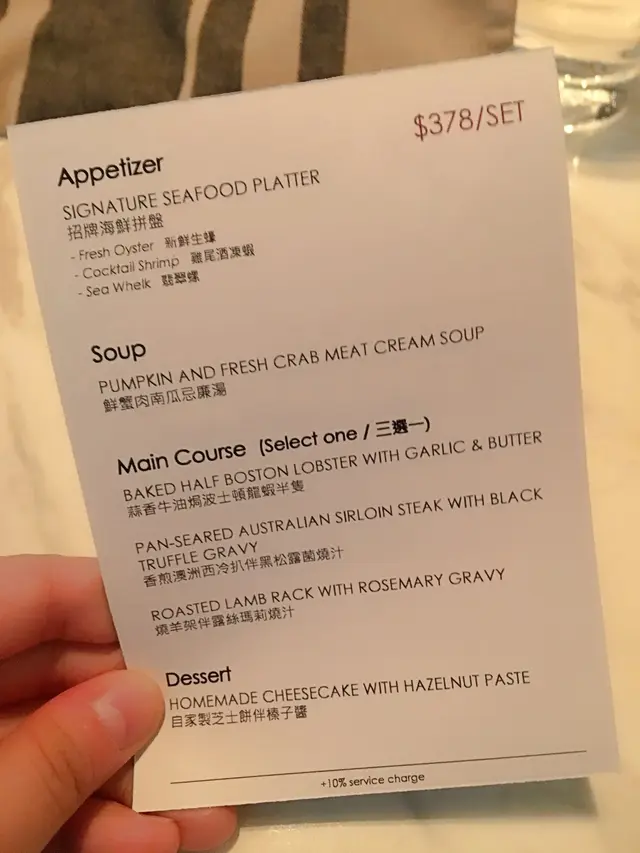 $378/SET
Appetizer
SIGNATURE SEAFOOD PLATTER
招牌海鮮拼盤
- Fresh Oyster 新鮮生蠔
- Cocktail Shrimp 雞尾酒凍蝦
- Sea Whelk 翡翠螺
Soup
PUMPKIN AND FRESH CRAB MEAT CREAM SOUP
鮮蟹肉南瓜忌廉湯
Main Course (Select one / 三選一)
BAKED HALF BOSTON LOBSTER WITH GARLIC & BUTTER
蒜香牛油焗波士頓龍蝦半隻
PAN-SEARED AUSTRALIAN SIRLOIN STEAK WITH BLACK
TRUFFLE GRAVY
香煎澳洲西冷扒伴黑松露菌燒汁
ROASTED LAMB RACK WITH ROSEMARY GRAVY
燒羊架伴露絲瑪莉燒汁
Dessert
HOMEMADE CHEESECAKE WITH HAZELNUT PASTE
自家製芝士餅伴榛子醬
+10% service charge